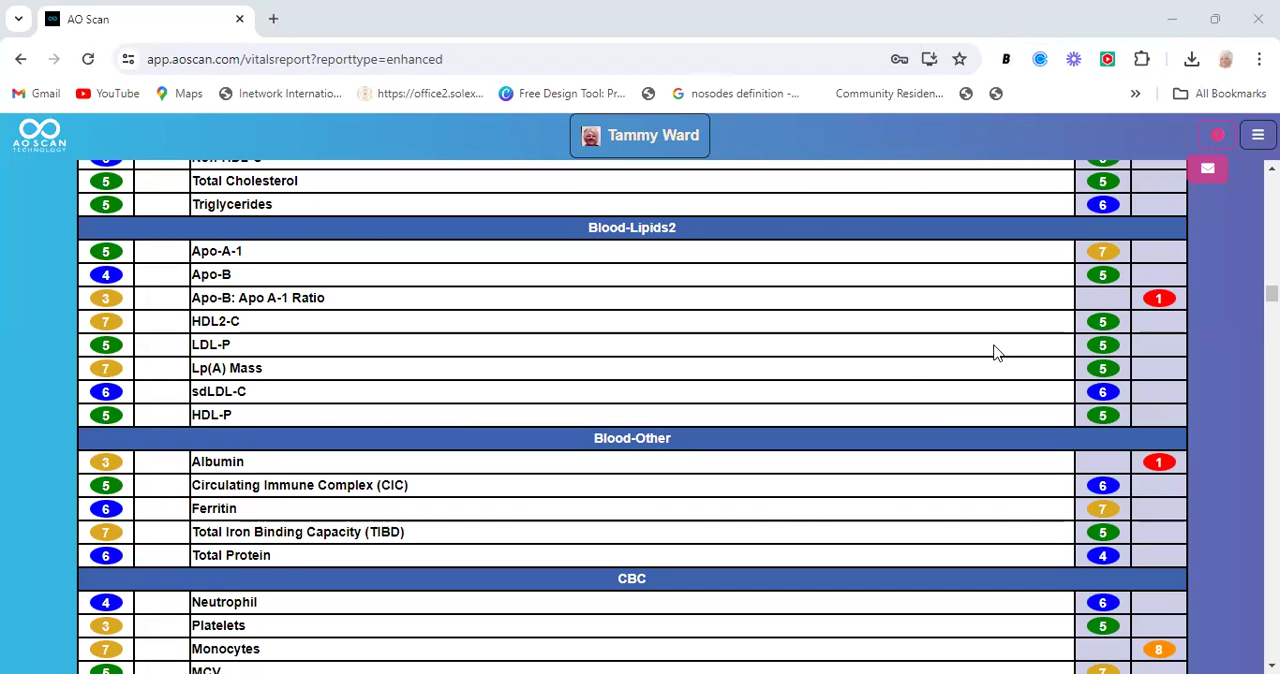 AO Scan
app.aoscan.com/vitalsreport?reporttype=enhanced
B
Gmail YouTube Maps Inetwork Internatio... https://office2.solex... Free Design Tool: Pr... G nosodes definition -... Community Residen... » All Bookmarks
AO SCAN
TECHNOLOGY
Tammy Ward
5 Total Cholesterol 5
5 Triglycerides 6
Blood-Lipids2
5 Apo-A-1 7
4 Apo-B 5
3 Apo-B: Apo A-1 Ratio 1
7 HDL2-C 5
5 LDL-P 5
7 Lp(A) Mass 5
6 sdLDL-C 6
5 HDL-P 5
Blood-Other
3 Albumin 1
5 Circulating Immune Complex (CIC) 6
6 Ferritin 7
7 Total Iron Binding Capacity (TIBD) 5
6 Total Protein 4
CBC
4 Neutrophil 6
3 Platelets 5
7 Monocytes 8
5 MCV 7